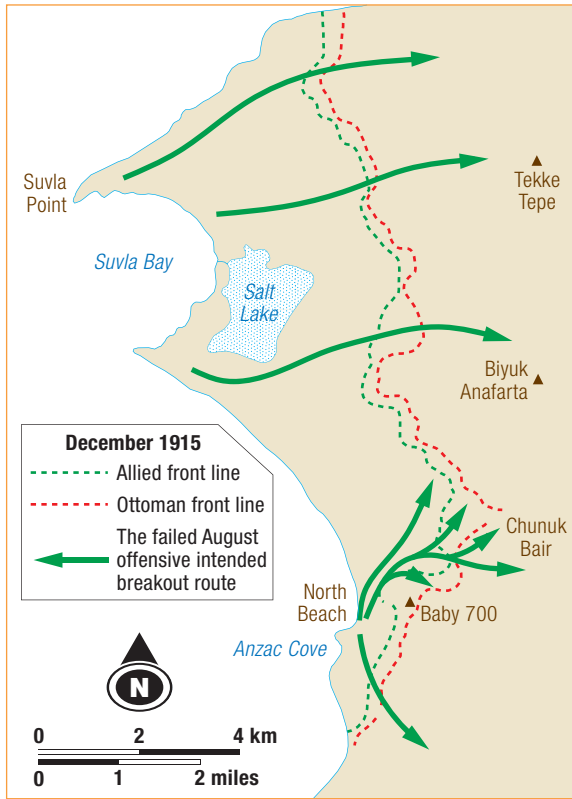 Suvla
Point
Tekke
Tepe
Suvla Bay
Salt
Lake
Biyuk
Anafarta
December 1915
Allied front line
Ottoman front line
The failed August
offensive intended
breakout route
Chunuk
Bair
North
Beach
Baby 700
Anzac Cove
N
0 2 4 km
0 1 2 miles